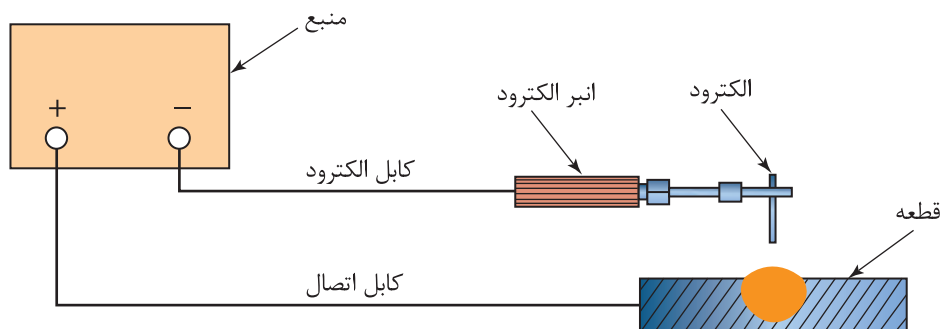 منبع
انبر الکترود
الکترود
+
−
کابل الکترود
قطعه
کابل اتصال